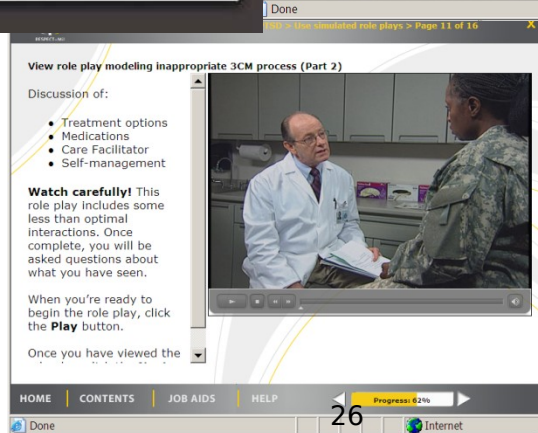 Done
PTSD > Use simulated role plays > Page 11 of 16 X
RESPECT-Mil
View role play modeling inappropriate 3CM process (Part 2)
Discussion of:
• Treatment options
• Medications
• Care Facilitator
• Self-management
Watch carefully! This
role play includes some
less than optimal
interactions. Once
complete, you will be
asked questions about
what you have seen.
When you're ready to
begin the role play, click
the Play button.
Once you have viewed the
HOME CONTENTS JOB AIDS HELP Progress: 62%
26
Done Internet